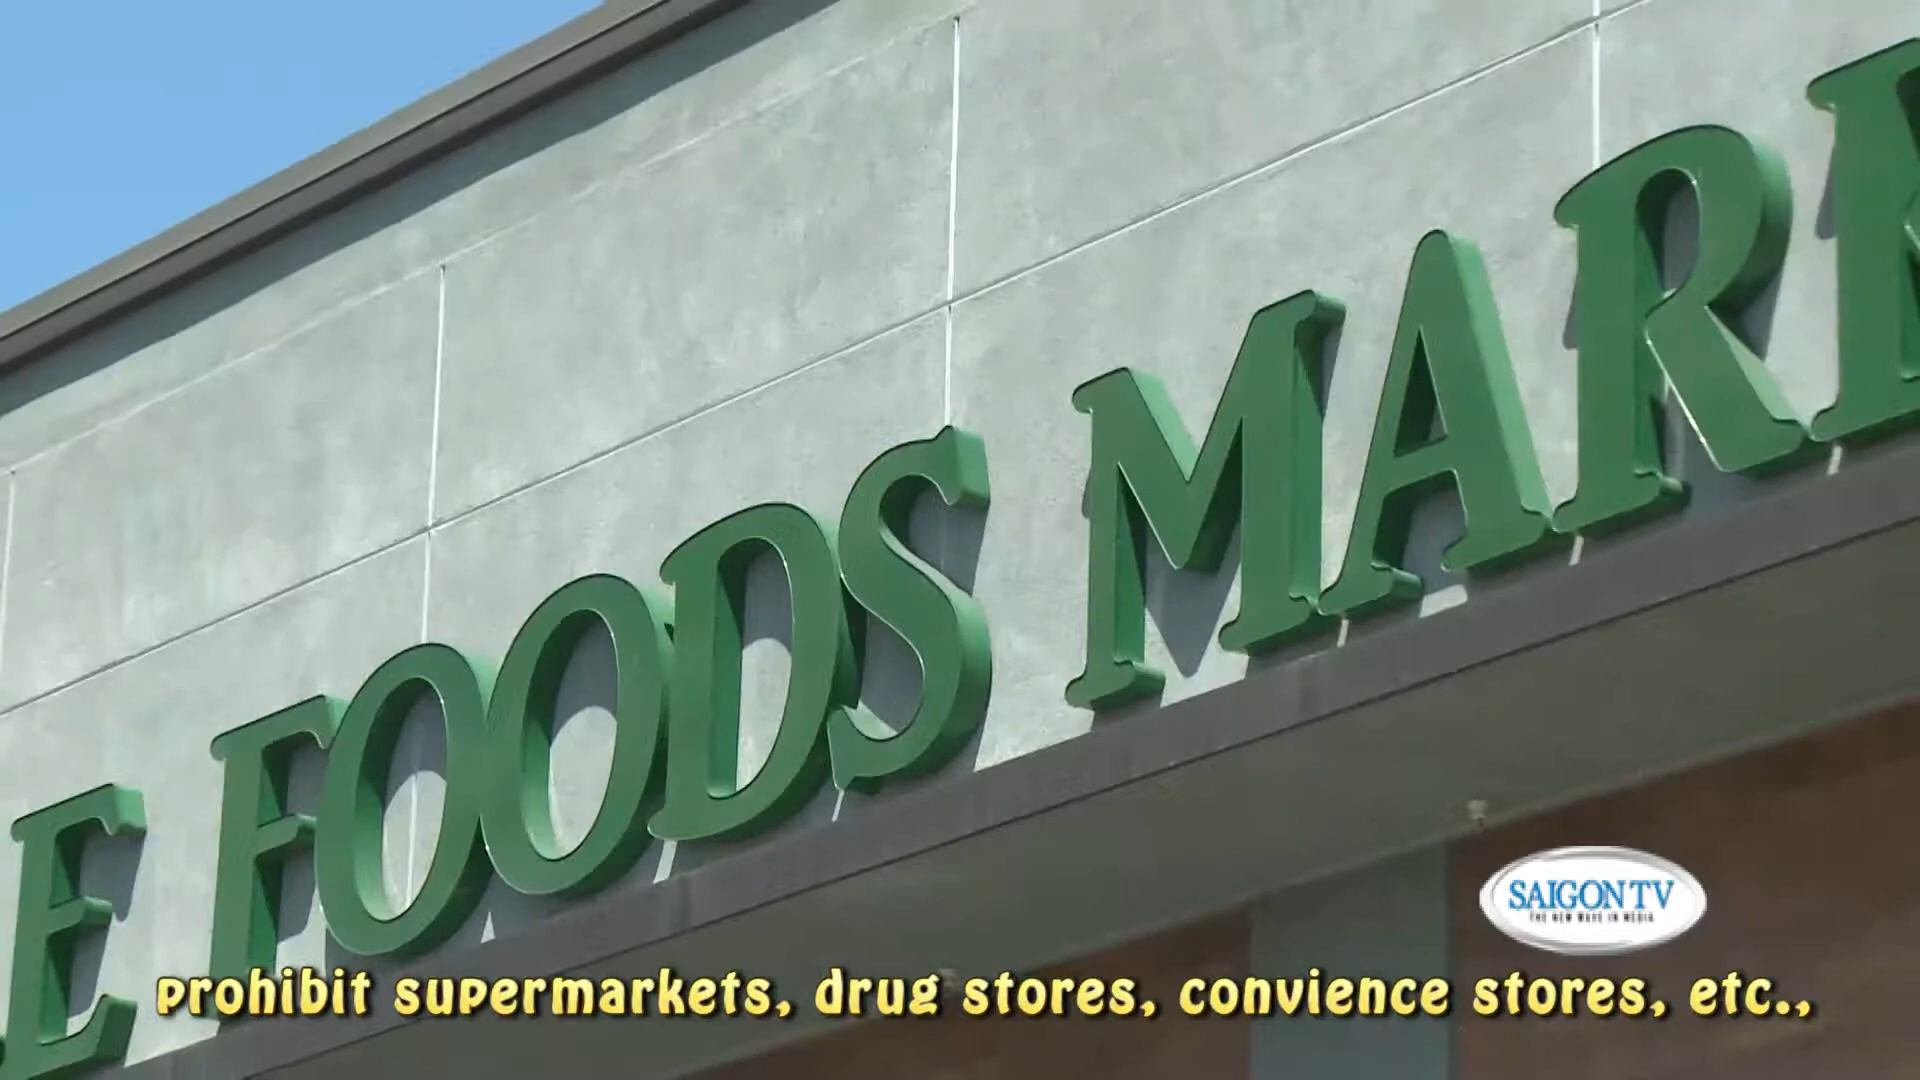 E FOODS MARK
SAIGON TV
THE NEW WAVE IN MEDIA
prohibit supermarkets, drug stores, convience stores, etc.,